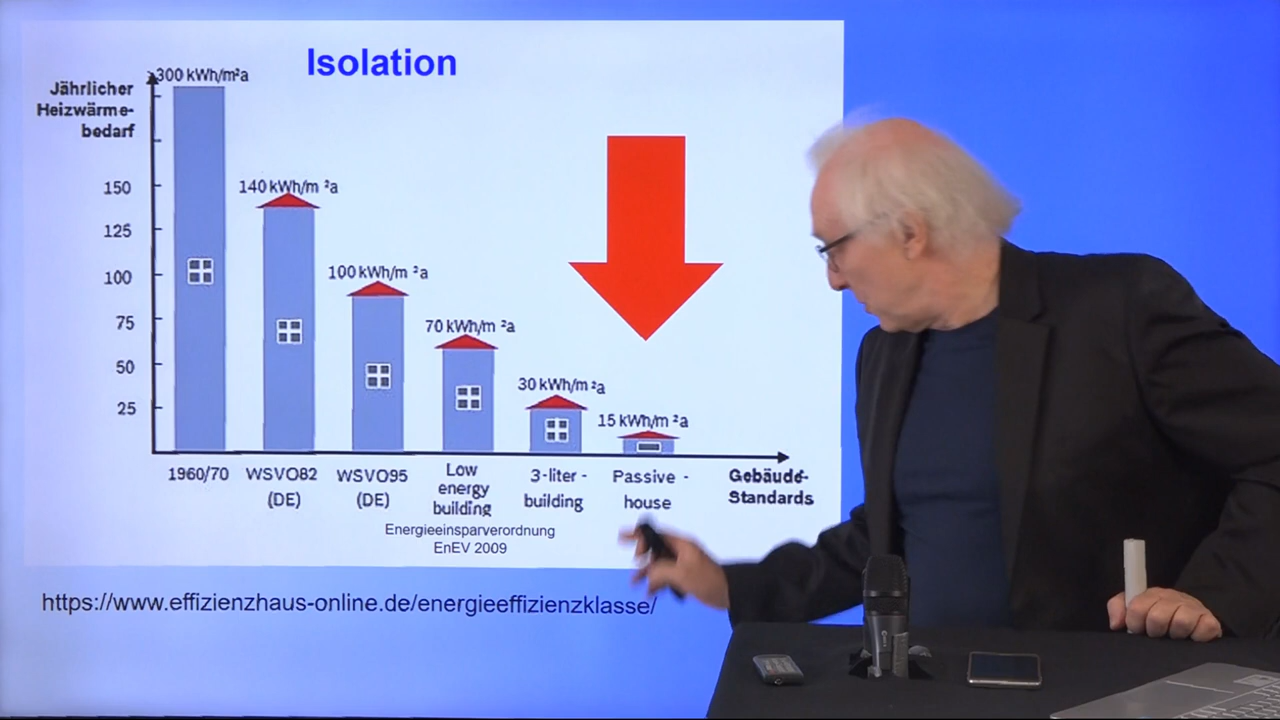 Isolation
>300 kWh/m²a
Jährlicher
Heizwärme-
bedarf
150
125
100
75
50
25
140 kWh/m ²a
100 kWh/m ²a
70 kWh/m ²a
30 kWh/m ²a
15 kWh/m ²a
1960/70
WSVO82
(DE)
WSVO95
(DE)
Low
energy
building
3-liter -
building
Passive -
house
Gebäude-
Standards
Energieeinsparverordnung
EnEV 2009
https://www.effizienzhaus-online.de/energieeffizienzklasse/